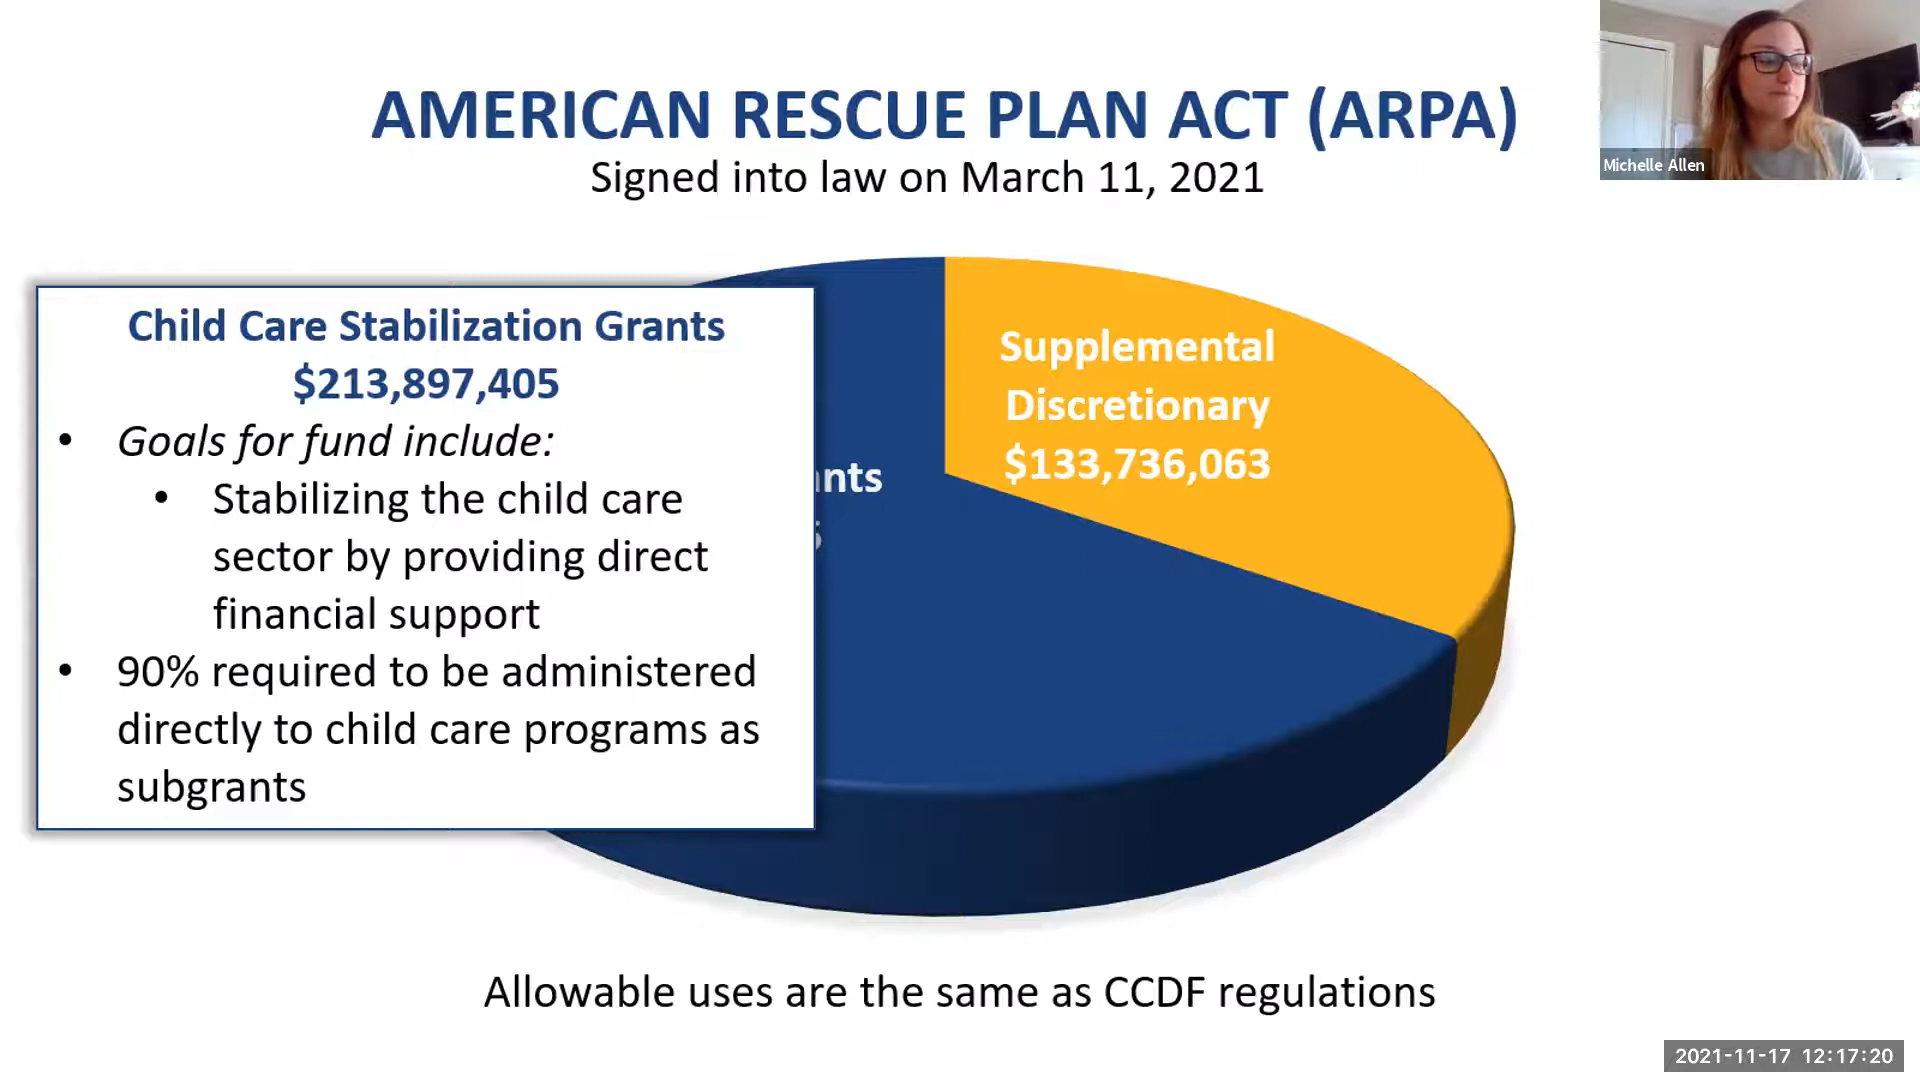 AMERICAN RESCUE PLAN ACT (ARPA)
Signed into law on March 11, 2021
Michelle Allen
Child Care Stabilization Grants
$213,897,405
• Goals for fund include:
• Stabilizing the child care
sector by providing direct
financial support
• 90% required to be administered
directly to child care programs as
subgrants
nts
Supplemental
Discretionary
$133,736,063
Allowable uses are the same as CCDF regulations
2021-11-17 12:17:20